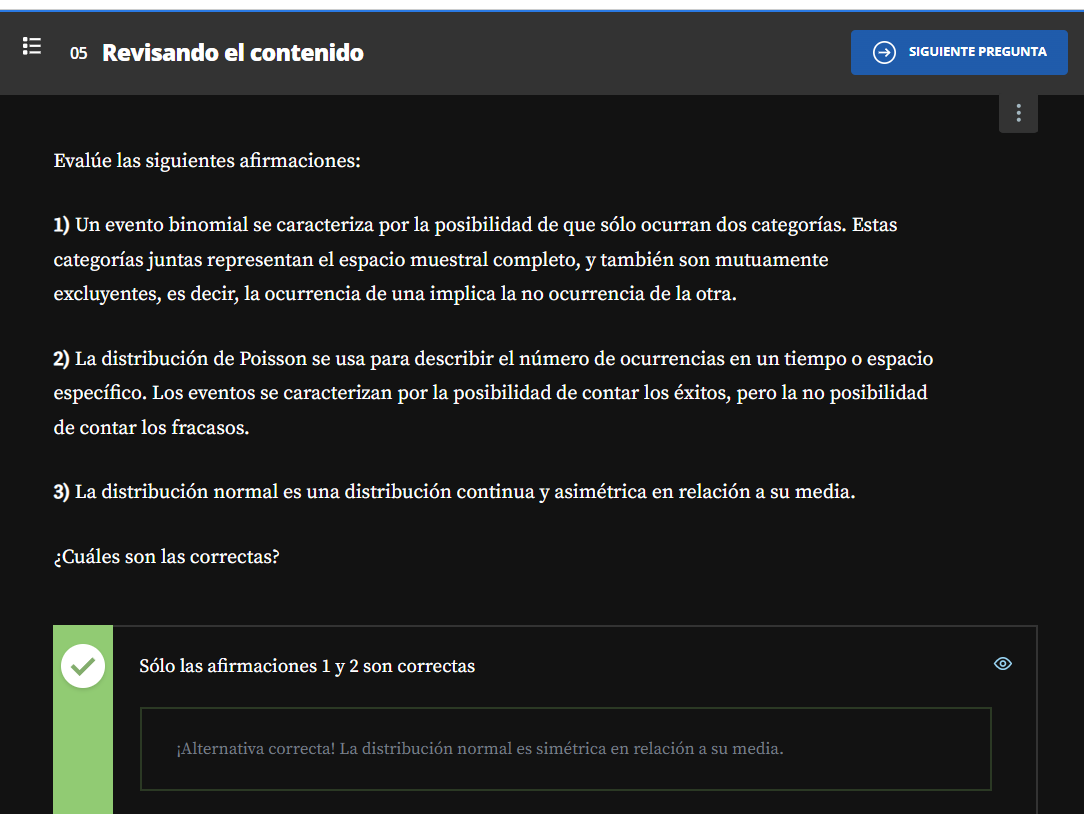 05 Revisando el contenido
SIGUIENTE PREGUNTA
Evalúe las siguientes afirmaciones:
1) Un evento binomial se caracteriza por la posibilidad de que sólo ocurran dos categorías. Estas
categorías juntas representan el espacio muestral completo, y también son mutuamente
excluyentes, es decir, la ocurrencia de una implica la no ocurrencia de la otra.
2) La distribución de Poisson se usa para describir el número de ocurrencias en un tiempo o espacio
específico. Los eventos se caracterizan por la posibilidad de contar los éxitos, pero la no posibilidad
de contar los fracasos.
3) La distribución normal es una distribución continua y asimétrica en relación a su media.
¿Cuáles son las correctas?
Sólo las afirmaciones 1 y 2 son correctas
¡Alternativa correcta! La distribución normal es simétrica en relación a su media.